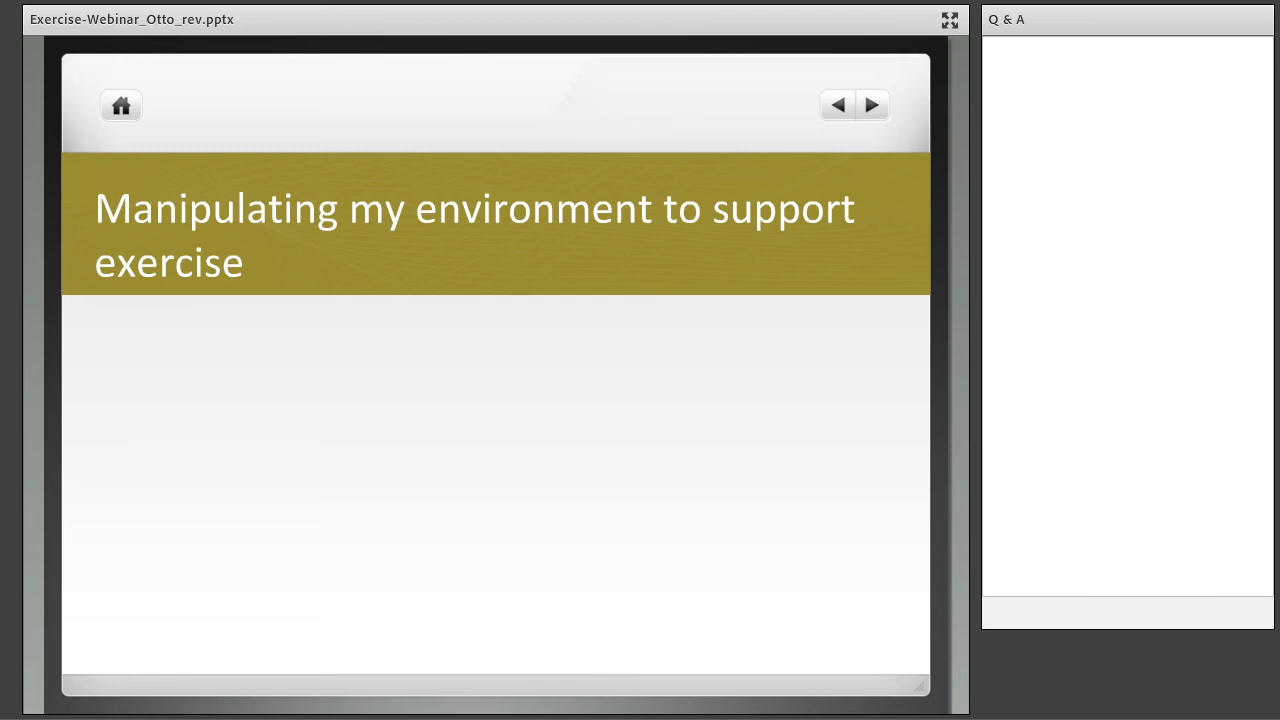 Exercise-Webinar_Otto_rev.pptx
Q & A
Manipulating my environment to support
exercise